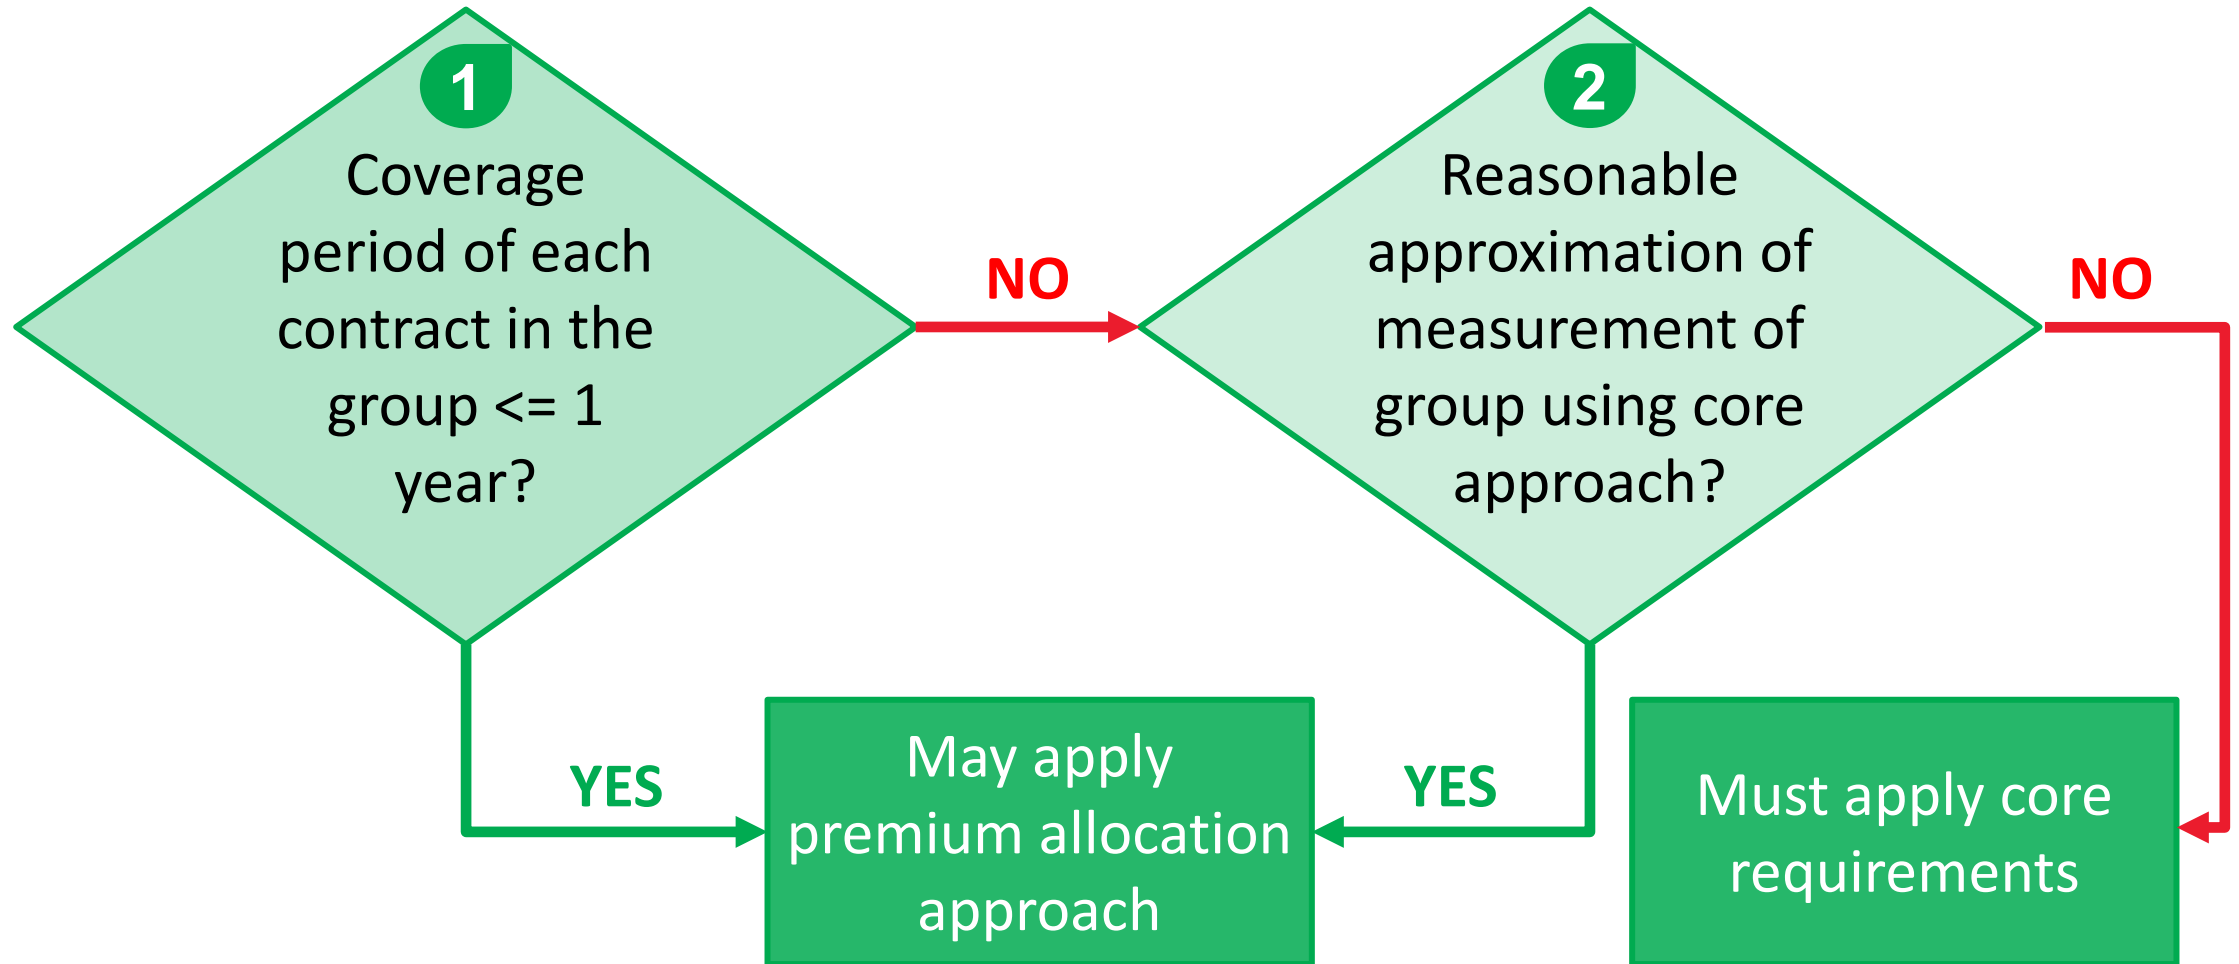 1
Coverage
period of each
contract in the
group <= 1
year?
NO
2
Reasonable
approximation of
measurement of
group using core
approach?
NO
YES
May apply
premium allocation
approach
YES
Must apply core
requirements